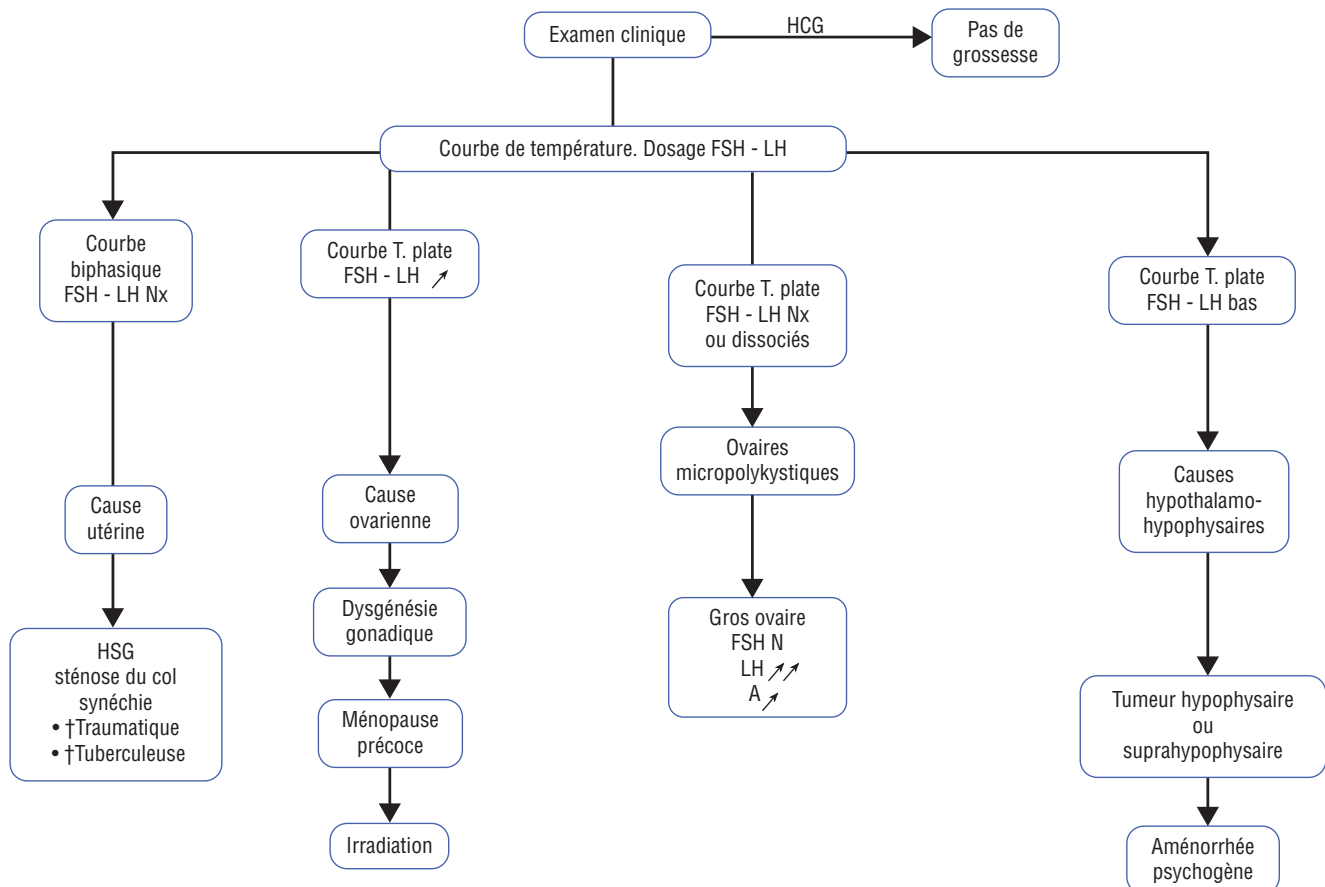 Examen clinique
HCG
Pas de
grossesse
Courbe de température. Dosage FSH - LH
Courbe
biphasique
FSH - LH Nx
Cause
utérine
HSG
sténose du col
synéchie
• †Traumatique
• †Tuberculeuse
Courbe T. plate
FSH - LH ↗
Cause
ovarienne
Dysgénésie
gonadique
Ménopause
précoce
Irradiation
Courbe T. plate
FSH - LH Nx
ou dissociés
Ovaires
micropolykystiques
Gros ovaire
FSH N
LH ↗↗
A ↗
Courbe T. plate
FSH - LH bas
Causes
hypothalamo-
hypophysaires
Tumeur hypophysaire
ou
suprahypophysaire
Aménorrhée
psychogène